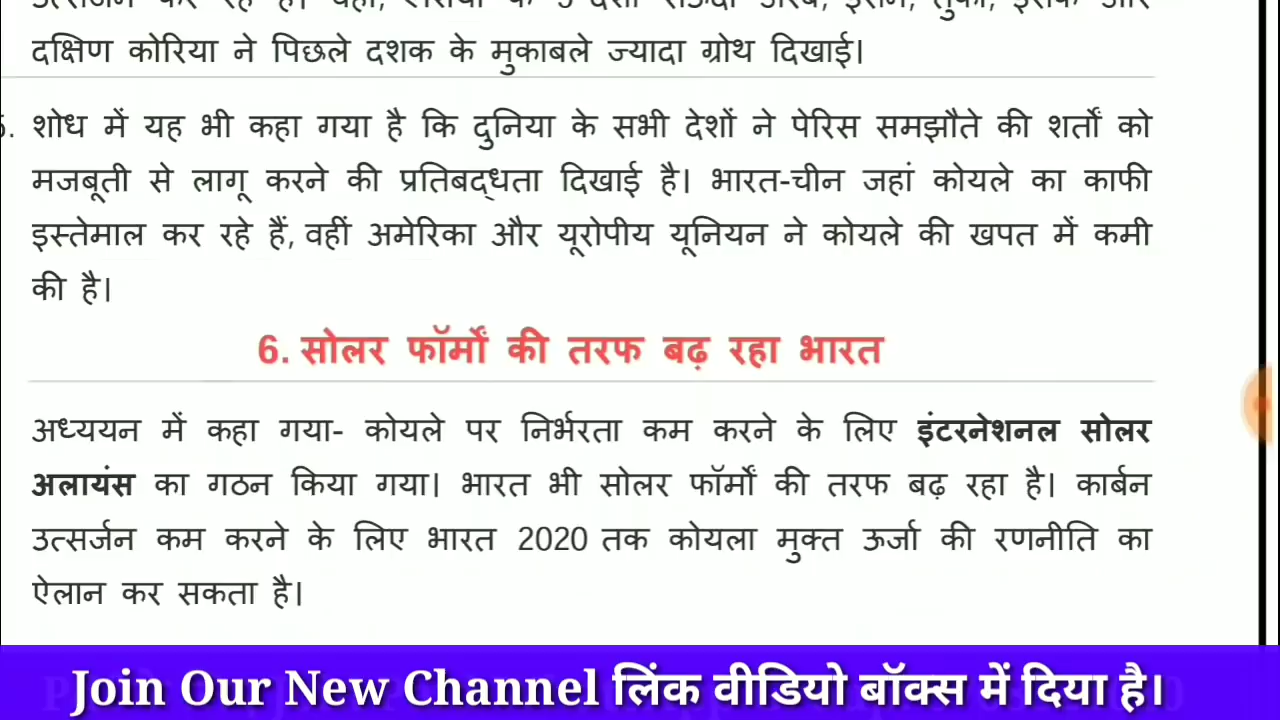 दक्षिण कोरिया ने पिछले दशक के मुकाबले ज्यादा ग्रोथ दिखाई।
शोध में यह भी कहा गया है कि दुनिया के सभी देशों ने पेरिस समझौते की शर्तों को
मजबूती से लागू करने की प्रतिबद्धता दिखाई है। भारत-चीन जहां कोयले का काफी
इस्तेमाल कर रहे हैं, वहीं अमेरिका और यूरोपीय यूनियन ने कोयले की खपत में कमी
की है।
6. सोलर फॉर्मों की तरफ बढ़ रहा भारत
अध्ययन में कहा गया- कोयले पर निर्भरता कम करने के लिए इंटरनेशनल सोलर
अलायंस का गठन किया गया। भारत भी सोलर फॉर्मों की तरफ बढ़ रहा है। कार्बन
उत्सर्जन कम करने के लिए भारत 2020 तक कोयला मुक्त ऊर्जा की रणनीति का
ऐलान कर सकता है।
Join Our New Channel लिंक वीडियो बॉक्स में दिया है।